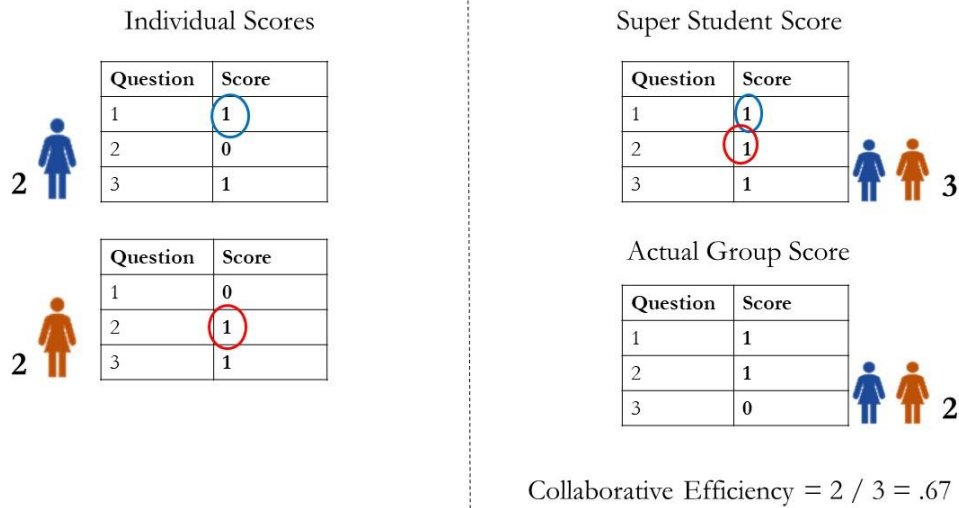 Individual Scores
Question Score
1 1
2 0
3 1
2
Question Score
1 0
2 1
3 1
2
Super Student Score
Question Score
1 1
2 1
3 1
3
Actual Group Score
Question Score
1 1
2 1
3 0
2
Collaborative Efficiency = 2 / 3 = .67